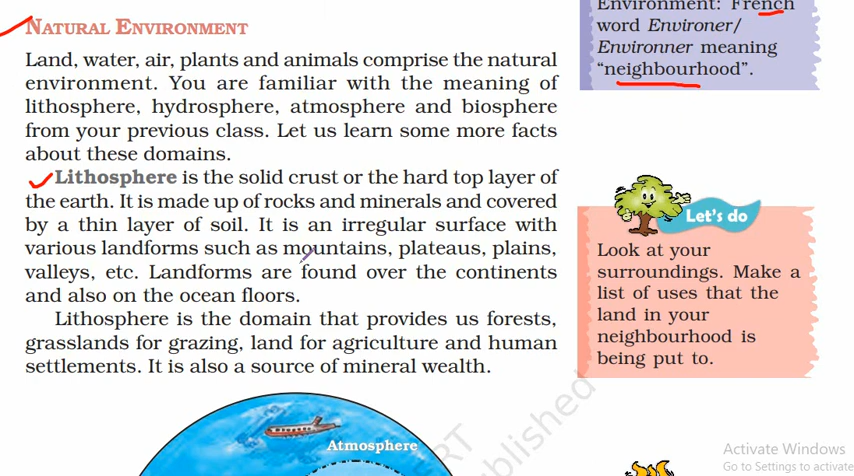 NATURAL ENVIRONMENT
Land, water, air, plants and animals comprise the natural
environment. You are familiar with the meaning of
lithosphere, hydrosphere, atmosphere and biosphere
from your previous class. Let us learn some more facts
about these domains.
Lithosphere is the solid crust or the hard top layer of
the earth. It is made up of rocks and minerals and covered
by a thin layer of soil. It is an irregular surface with
various landforms such as mountains, plateaus, plains,
valleys, etc. Landforms are found over the continents
and also on the ocean floors.
Lithosphere is the domain that provides us forests,
grasslands for grazing, land for agriculture and human
settlements. It is also a source of mineral wealth.
Environment: French
word Environer/
Environner meaning
“neighbourhood”.
Let's do
Look at your
surroundings. Make a
list of uses that the
land in your
neighbourhood is
being put to.
Atmosphere
Activate Windows
Go to Settings to activate